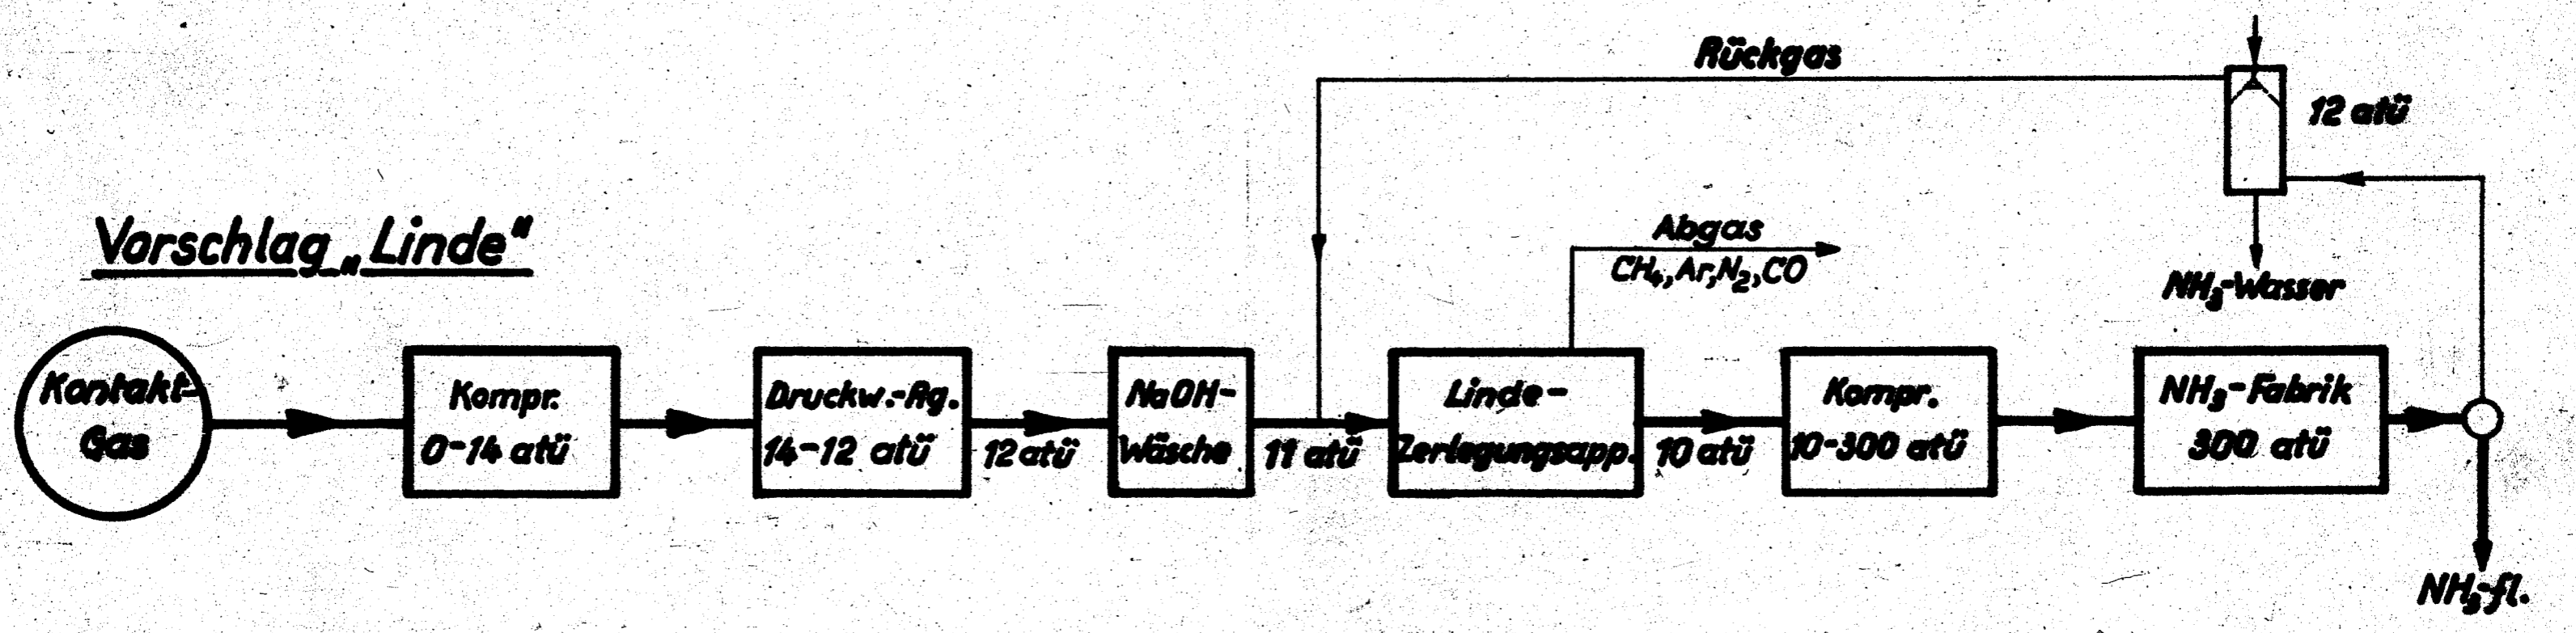 Rückgas
12 atü
Vorschlag „Linde“
Abgas
CH₄, Ar, N₂, CO
NH₃-Wasser
Kontakt-
Gas
Kompr.
0-14 atü
Druckw.-Rg.
14-12 atü
12 atü
NaOH-
Wäsche
11 atü
Linde-
Zerlegungsapp.
10 atü
Kompr.
10-300 atü
NH₃-Fabrik
300 atü
NH₃-fl.